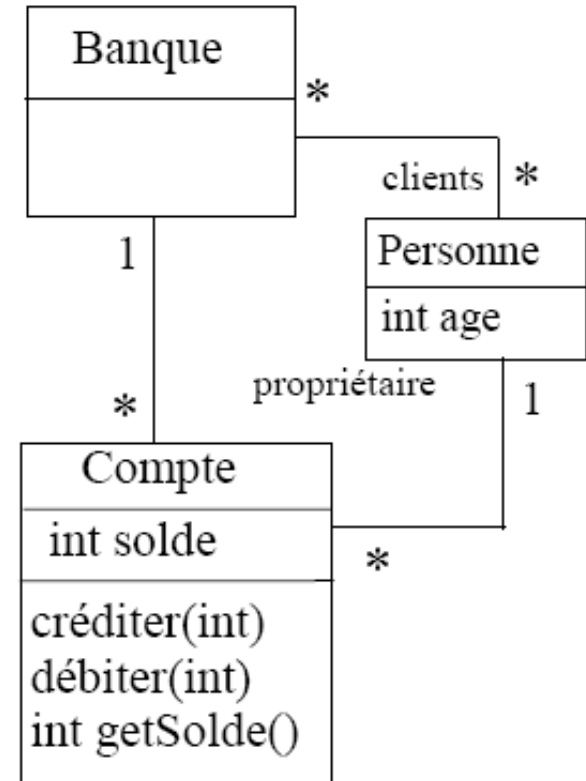 Banque
*
clients *
1
Personne
int age
propriétaire 1
*
Compte
int solde
*
créditer(int)
débiter(int)
int getSolde()